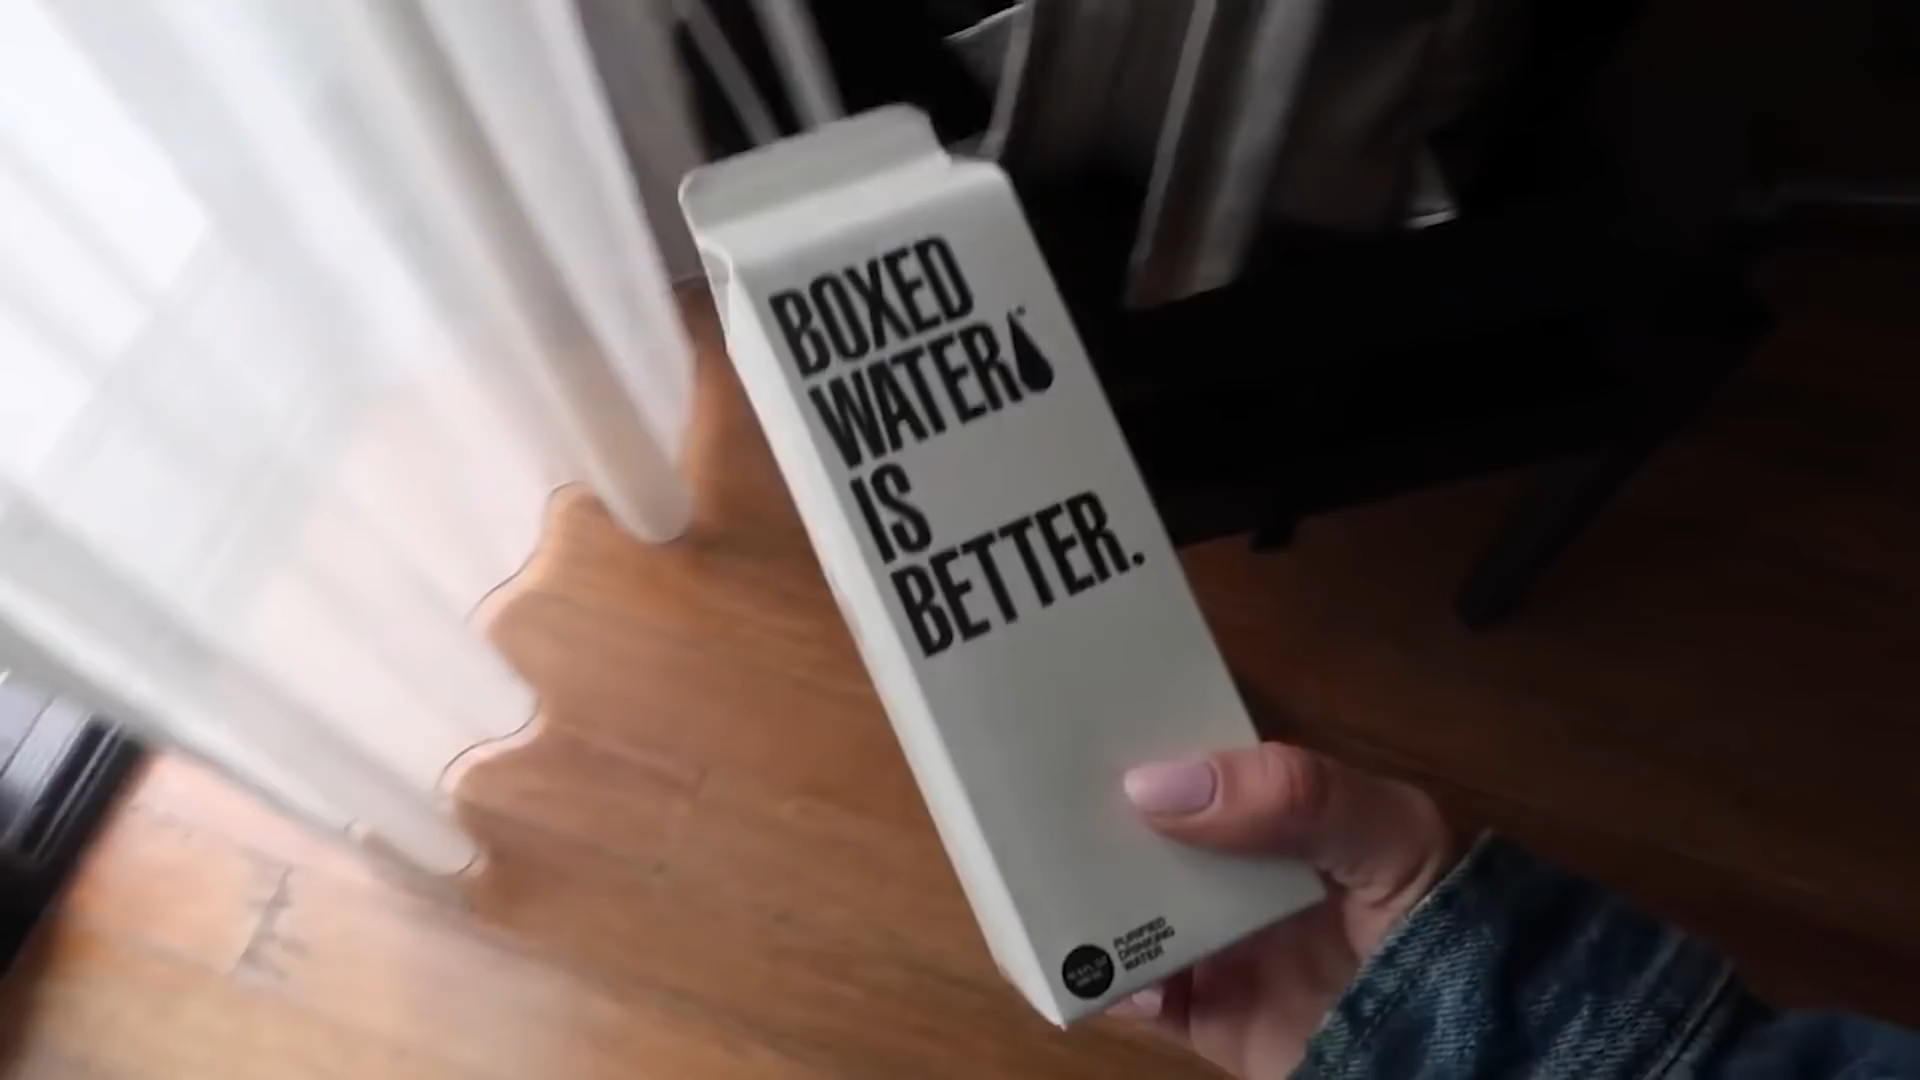 BOXED
WATER
IS
BETTER.
PURIFIED
DRINKING
WATER